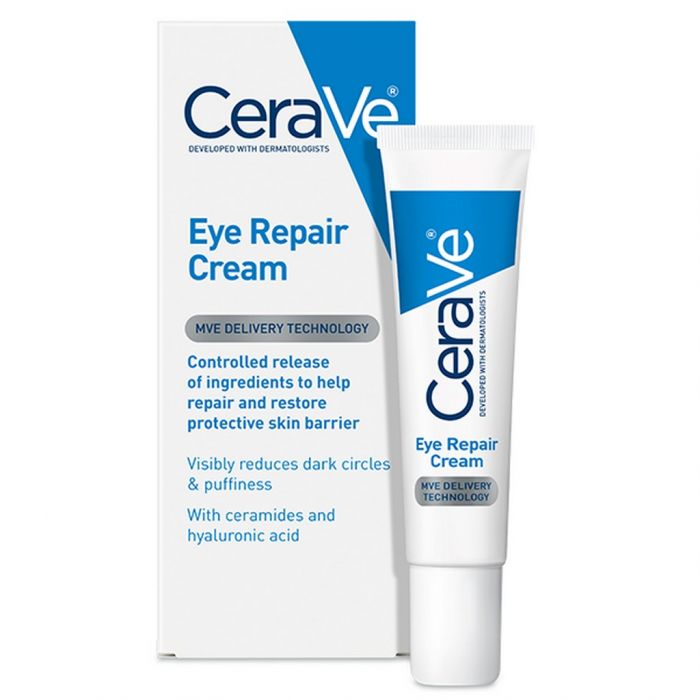 CeraVe®
DEVELOPED WITH DERMATOLOGISTS
Eye Repair
Cream
MVE DELIVERY TECHNOLOGY
Controlled release
of ingredients to help
repair and restore
protective skin barrier
Visibly reduces dark circles
& puffiness
With ceramides and
hyaluronic acid
CeraVe®
DEVELOPED WITH DERMATOLOGISTS
Eye Repair
Cream
MVE DELIVERY
TECHNOLOGY